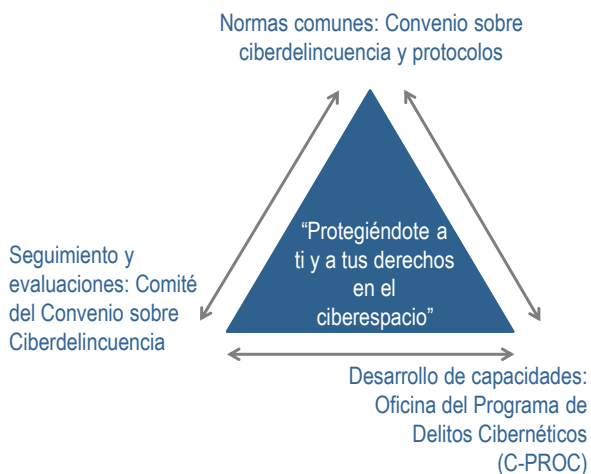 Normas comunes: Convenio sobre
ciberdelincuencia y protocolos
“Protegiéndote a
ti y a tus derechos
en el
ciberespacio”
Seguimiento y
evaluaciones: Comité
del Convenio sobre
Ciberdelincuencia
Desarrollo de capacidades:
Oficina del Programa de
Delitos Cibernéticos
(C-PROC)